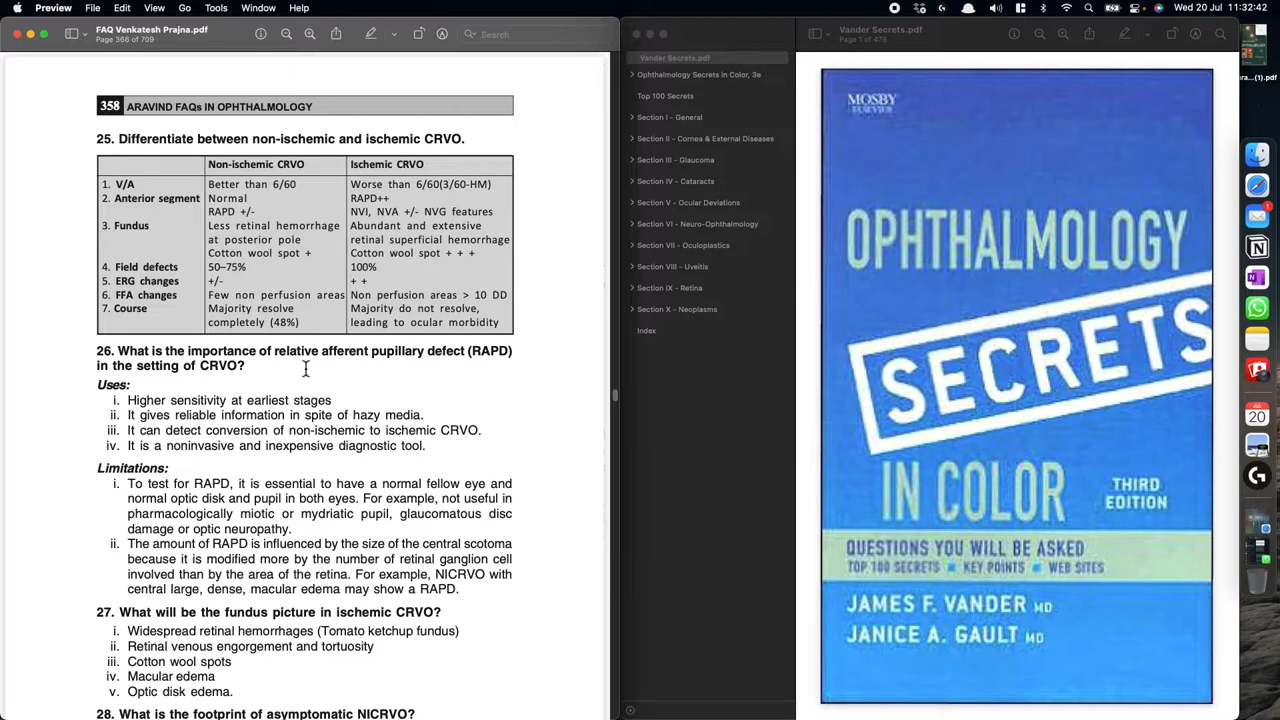 Preview File Edit View Go Tools Window Help
Wed 20 Jul 11:32:42
FAQ Venkatesh Prajna.pdf
Page 366 of 709
Search
358 ARAVIND FAQs IN OPHTHALMOLOGY
25. Differentiate between non-ischemic and ischemic CRVO.
Non-ischemic CRVO Ischemic CRVO
1. V/A Better than 6/60 Worse than 6/60(3/60-HM)
2. Anterior segment Normal RAPD++
RAPD +/- NVI, NVA +/- NVG features
3. Fundus Less retinal hemorrhage Abundant and extensive
at posterior pole retinal superficial hemorrhage
Cotton wool spot + Cotton wool spot + + +
4. Field defects 50–75% 100%
5. ERG changes +/- + +
6. FFA changes Few non perfusion areas Non perfusion areas > 10 DD
7. Course Majority resolve Majority do not resolve,
completely (48%) leading to ocular morbidity
26. What is the importance of relative afferent pupillary defect (RAPD)
in the setting of CRVO?
Uses:
i. Higher sensitivity at earliest stages
ii. It gives reliable information in spite of hazy media.
iii. It can detect conversion of non-ischemic to ischemic CRVO.
iv. It is a noninvasive and inexpensive diagnostic tool.
Limitations:
i. To test for RAPD, it is essential to have a normal fellow eye and
normal optic disk and pupil in both eyes. For example, not useful in
pharmacologically miotic or mydriatic pupil, glaucomatous disc
damage or optic neuropathy.
ii. The amount of RAPD is influenced by the size of the central scotoma
because it is modified more by the number of retinal ganglion cell
involved than by the area of the retina. For example, NICRVO with
central large, dense, macular edema may show a RAPD.
27. What will be the fundus picture in ischemic CRVO?
i. Widespread retinal hemorrhages (Tomato ketchup fundus)
ii. Retinal venous engorgement and tortuosity
iii. Cotton wool spots
iv. Macular edema
v. Optic disk edema.
28. What is the footprint of asymptomatic NICRVO?
Vander Secrets.pdf
Ophthalmology Secrets in Color, 3e
Top 100 Secrets
Section I - General
Section II - Cornea & External Diseases
Section III - Glaucoma
Section IV - Cataracts
Section V - Ocular Deviations
Section VI - Neuro-Ophthalmology
Section VII - Oculoplastics
Section VIII - Uveitis
Section IX - Retina
Section X - Neoplasms
Index
Vander Secrets.pdf
Page 1 of 478
MOSBY
ELSEVIER
OPHTHALMOLOGY
SECRETS
IN COLOR
THIRD
EDITION
QUESTIONS YOU WILL BE ASKED
TOP 100 SECRETS KEY POINTS WEB SITES
JAMES F. VANDER MD
JANICE A. GAULT MD
1
JUL
20